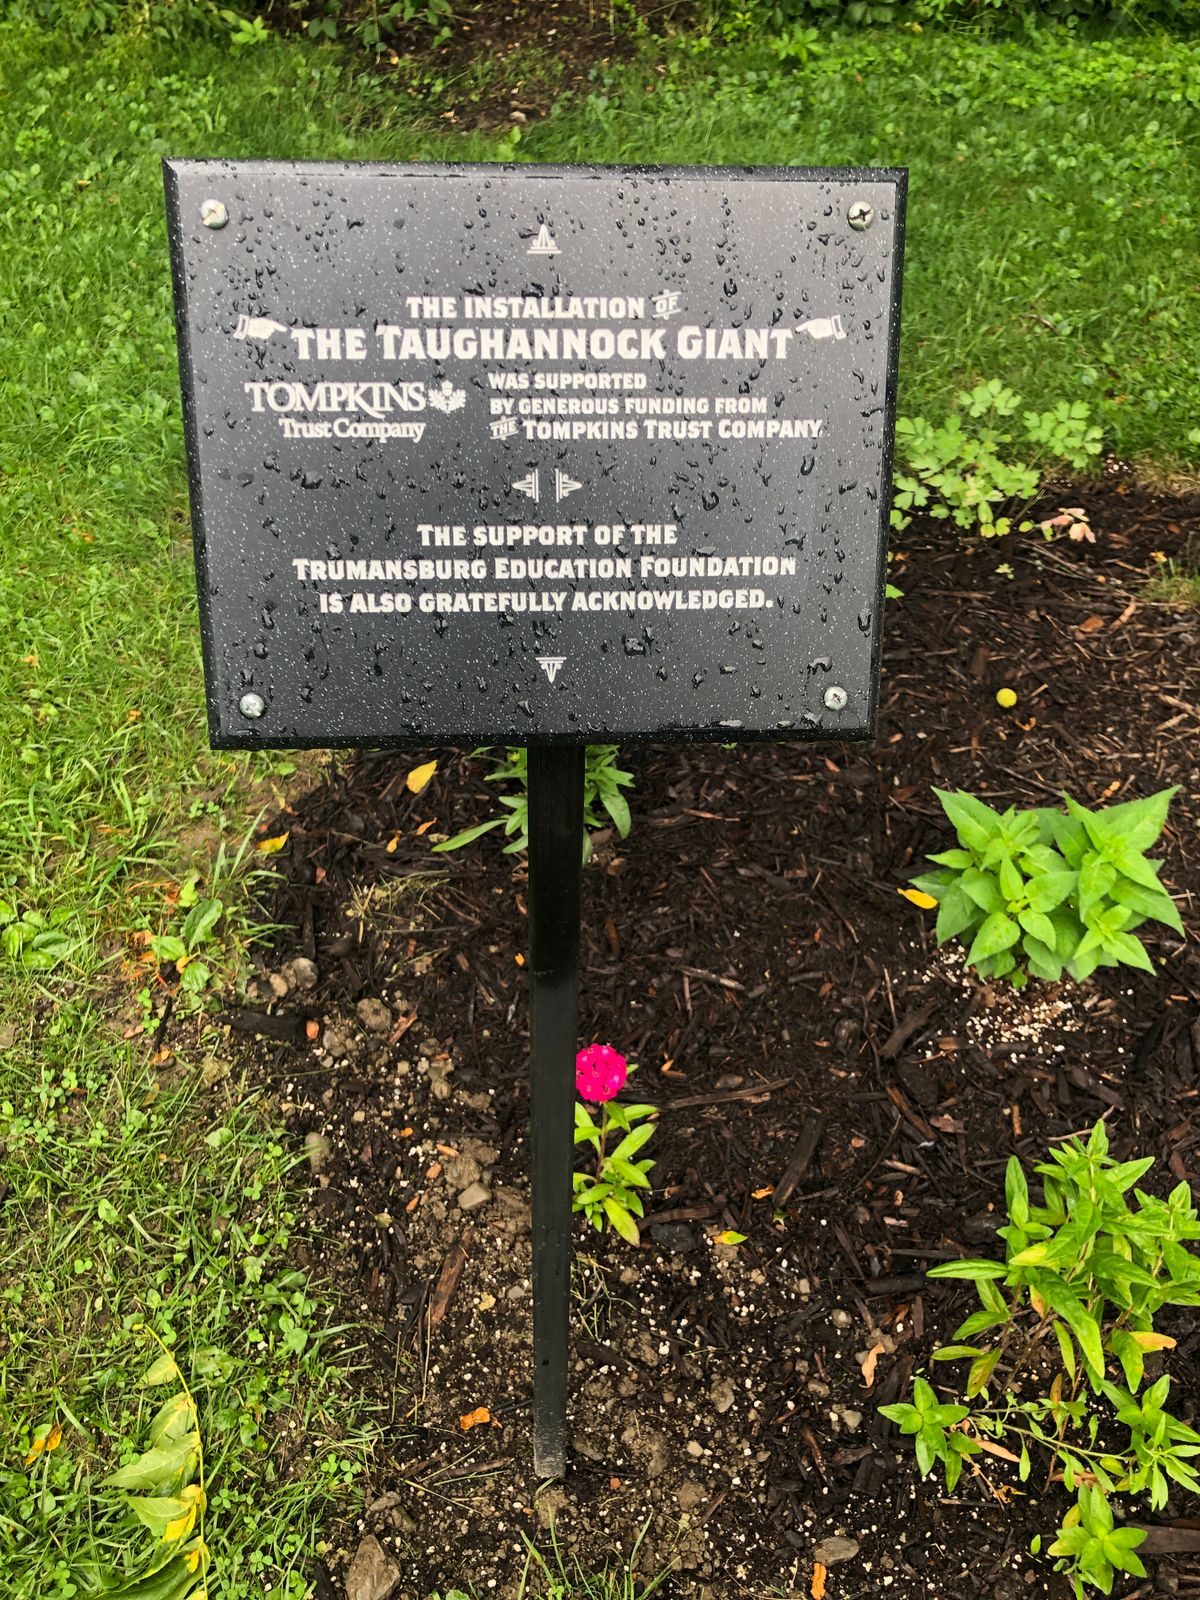 THE INSTALLATION OF
THE TAUGHANNOCK GIANT
TOMPKINS
Trust Company
WAS SUPPORTED
BY GENEROUS FUNDING FROM
THE TOMPKINS TRUST COMPANY
THE SUPPORT OF THE
TRUMANSBURG EDUCATION FOUNDATION
IS ALSO GRATEFULLY ACKNOWLEDGED.